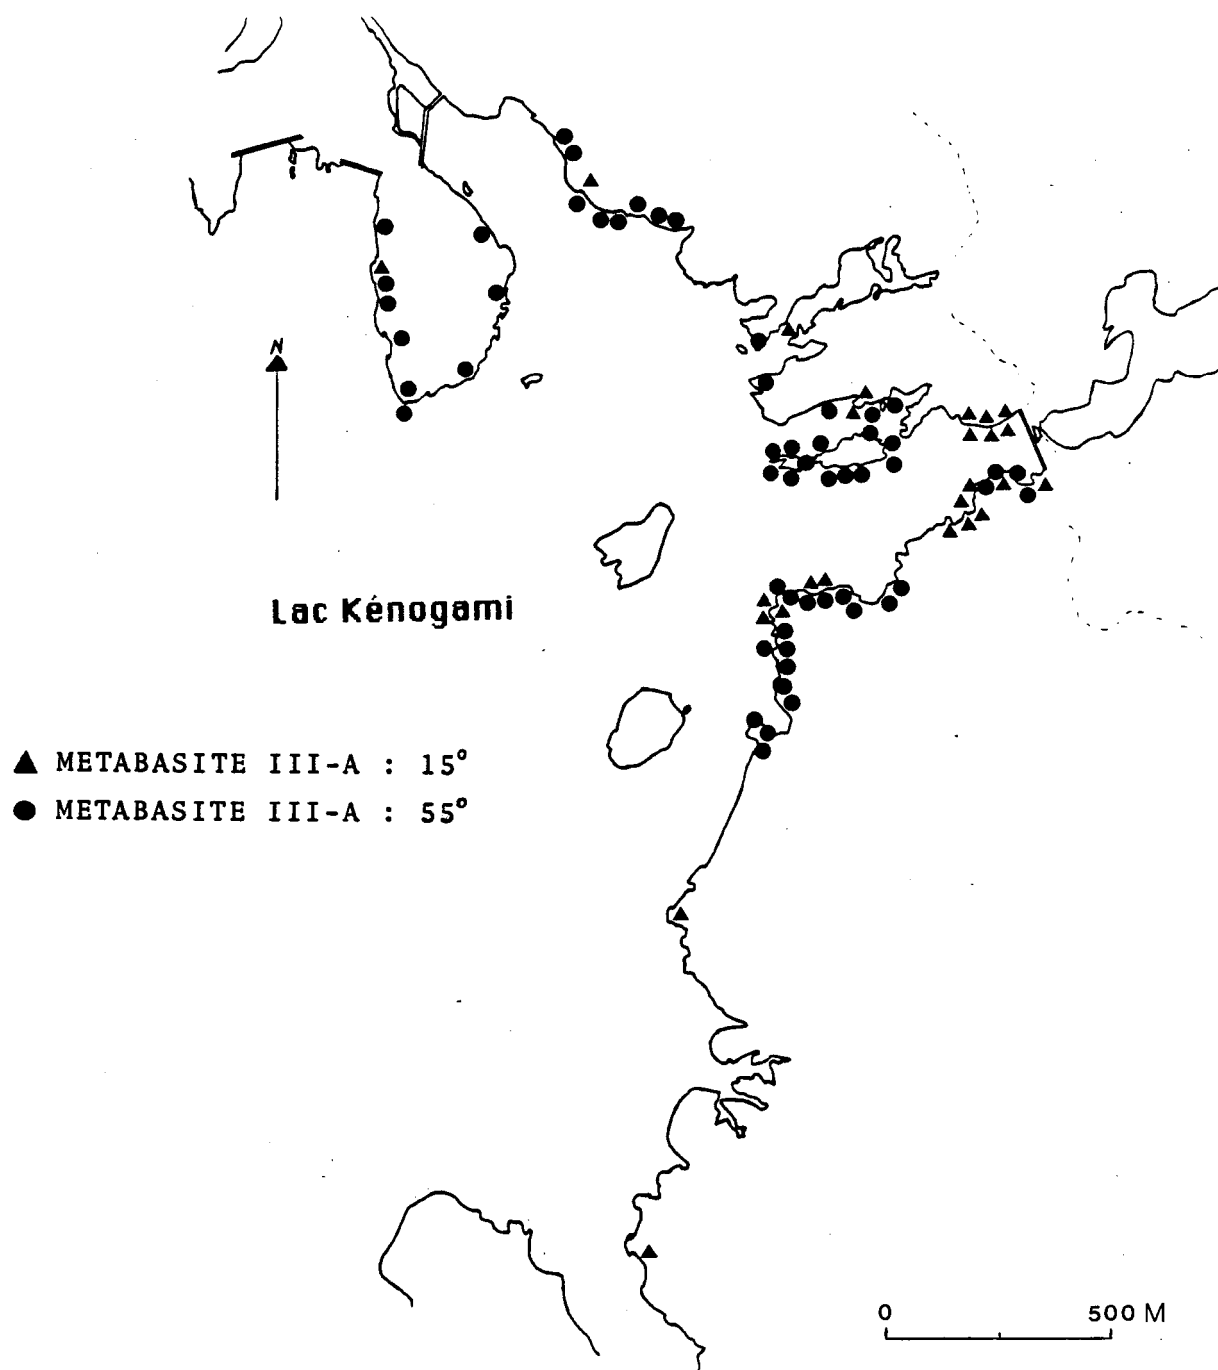 N
Lac Kénogami
▲ METABASITE III-A : 15°
● METABASITE III-A : 55°
0 500 M